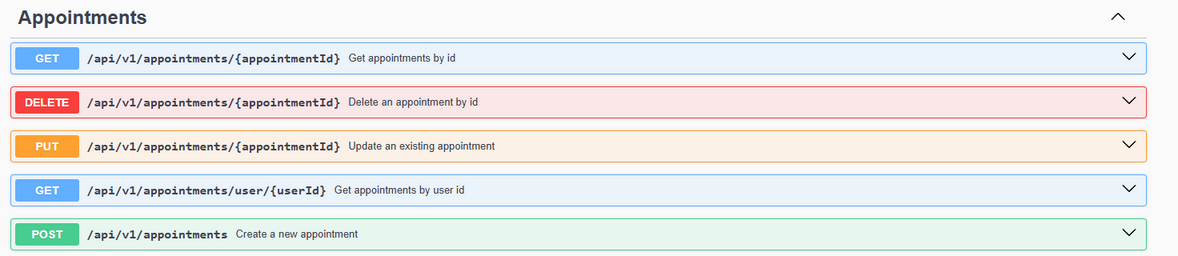 Appointments
GET /api/v1/appointments/{appointmentId} Get appointments by id
DELETE /api/v1/appointments/{appointmentId} Delete an appointment by id
PUT /api/v1/appointments/{appointmentId} Update an existing appointment
GET /api/v1/appointments/user/{userId} Get appointments by user id
POST /api/v1/appointments Create a new appointment